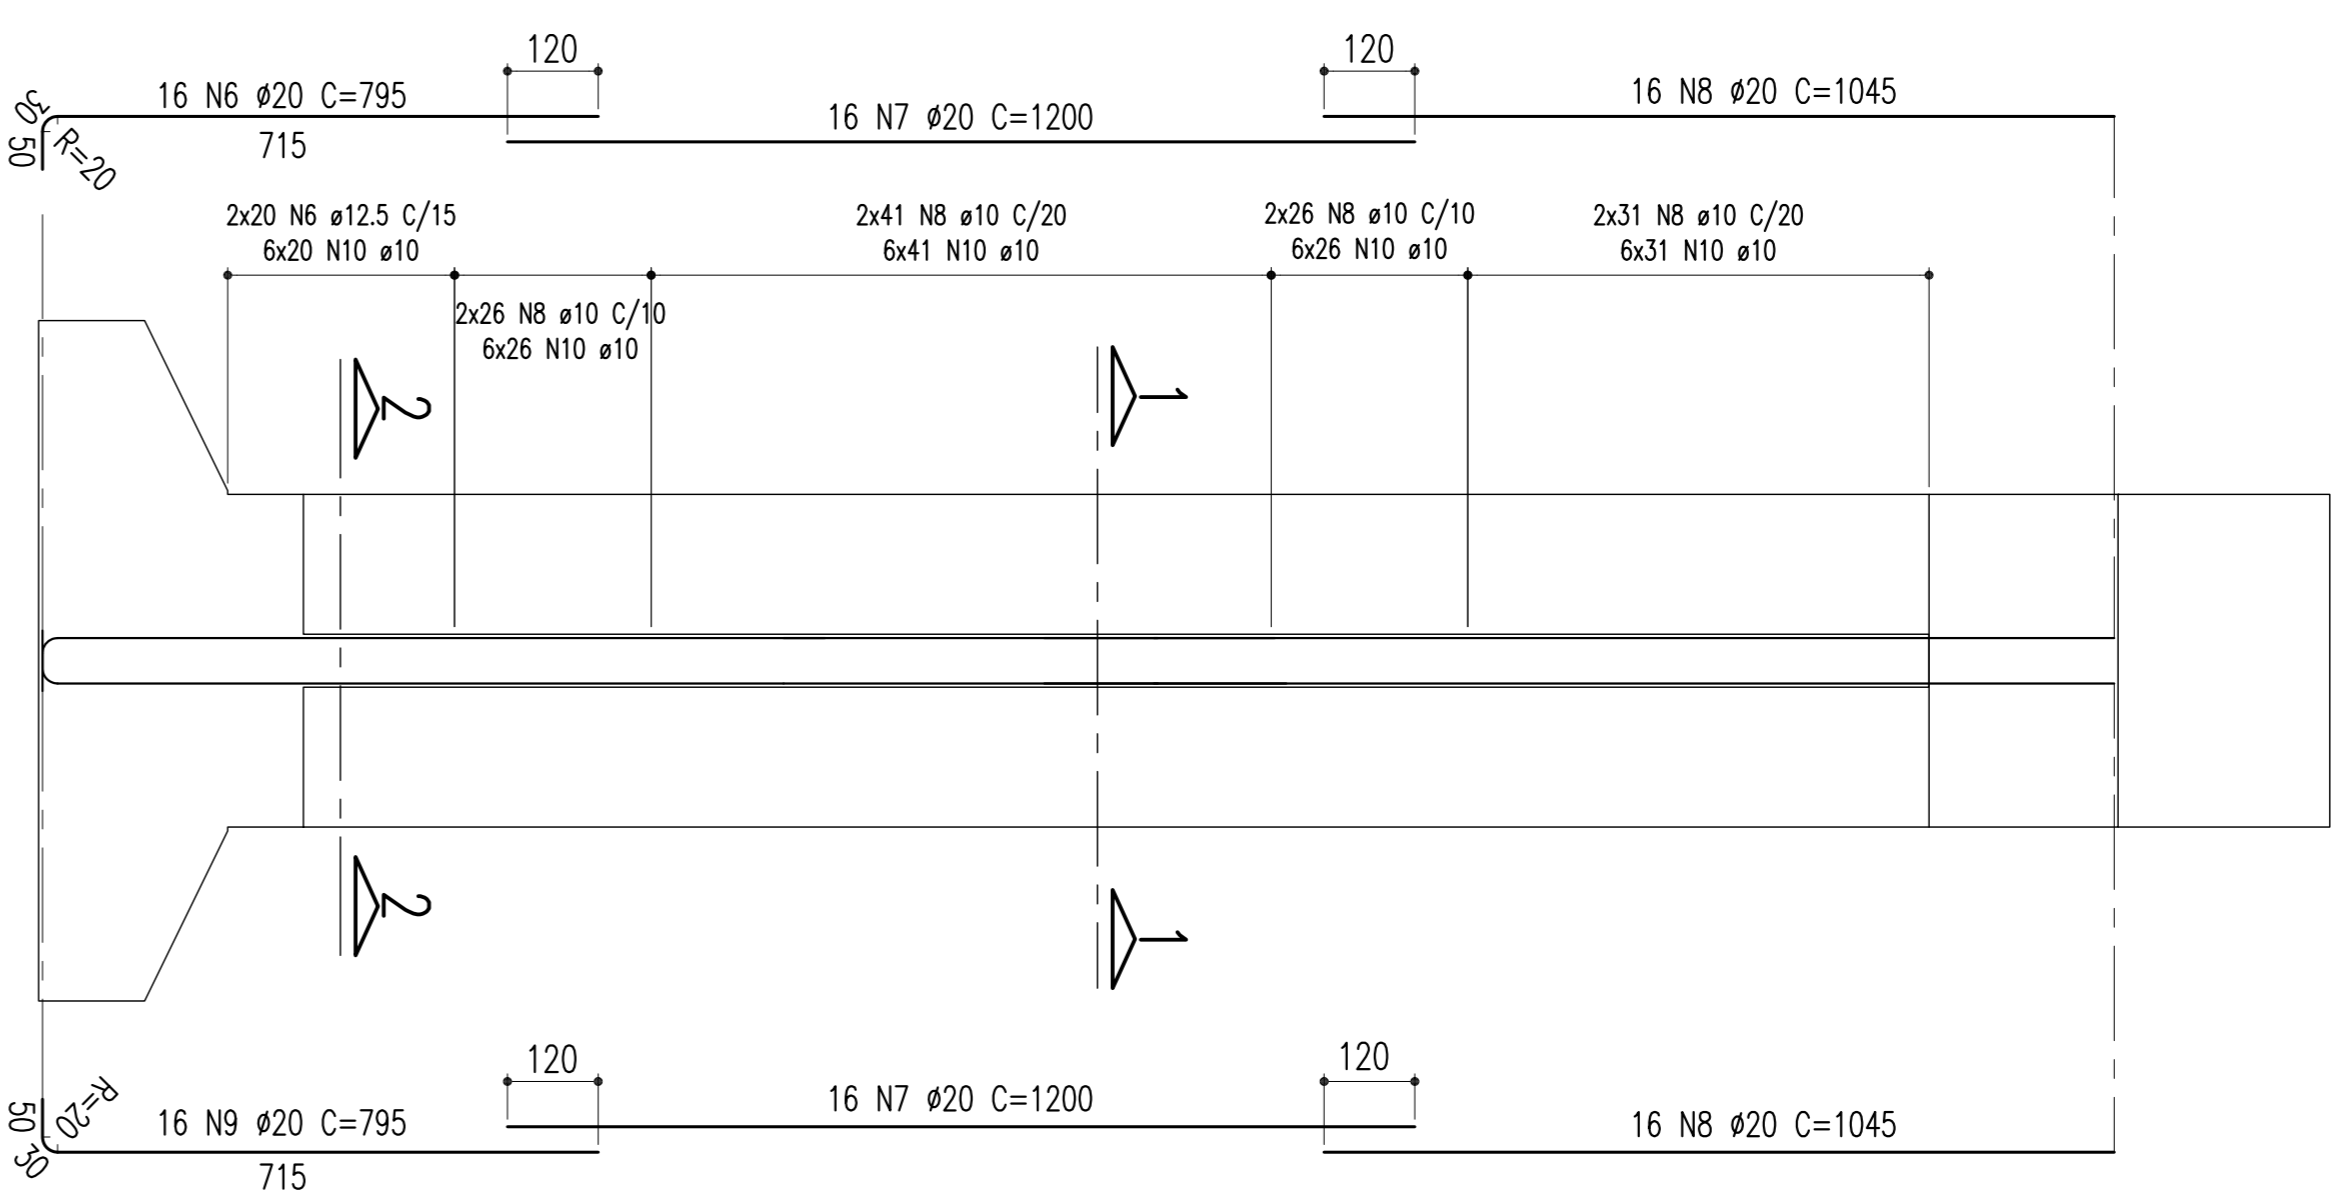 120
120
16 N6 ø20 C=795
16 N7 ø20 C=1200
16 N8 ø20 C=1045
30
50
R=20
715
2x20 N6 ø12.5 C/15
6x20 N10 ø10
2x41 N8 ø10 C/20
6x41 N10 ø10
2x26 N8 ø10 C/10
6x26 N10 ø10
2x31 N8 ø10 C/20
6x31 N10 ø10
2x26 N8 ø10 C/10
6x26 N10 ø10
2
1
2
1
120
120
R=20
50
30
16 N9 ø20 C=795
16 N7 ø20 C=1200
16 N8 ø20 C=1045
715